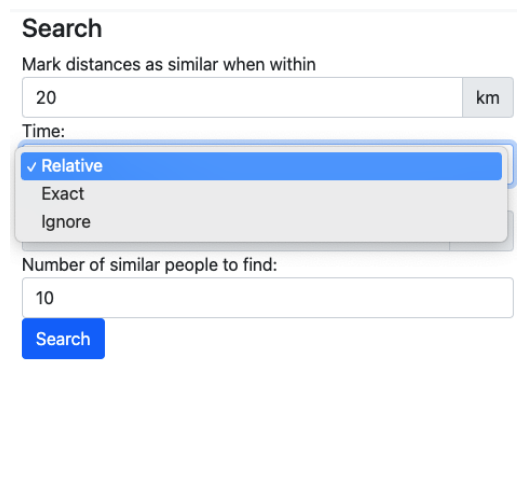 Search
Mark distances as similar when within
20 km
Time:
✓ Relative
Exact
Ignore
Number of similar people to find:
10
Search